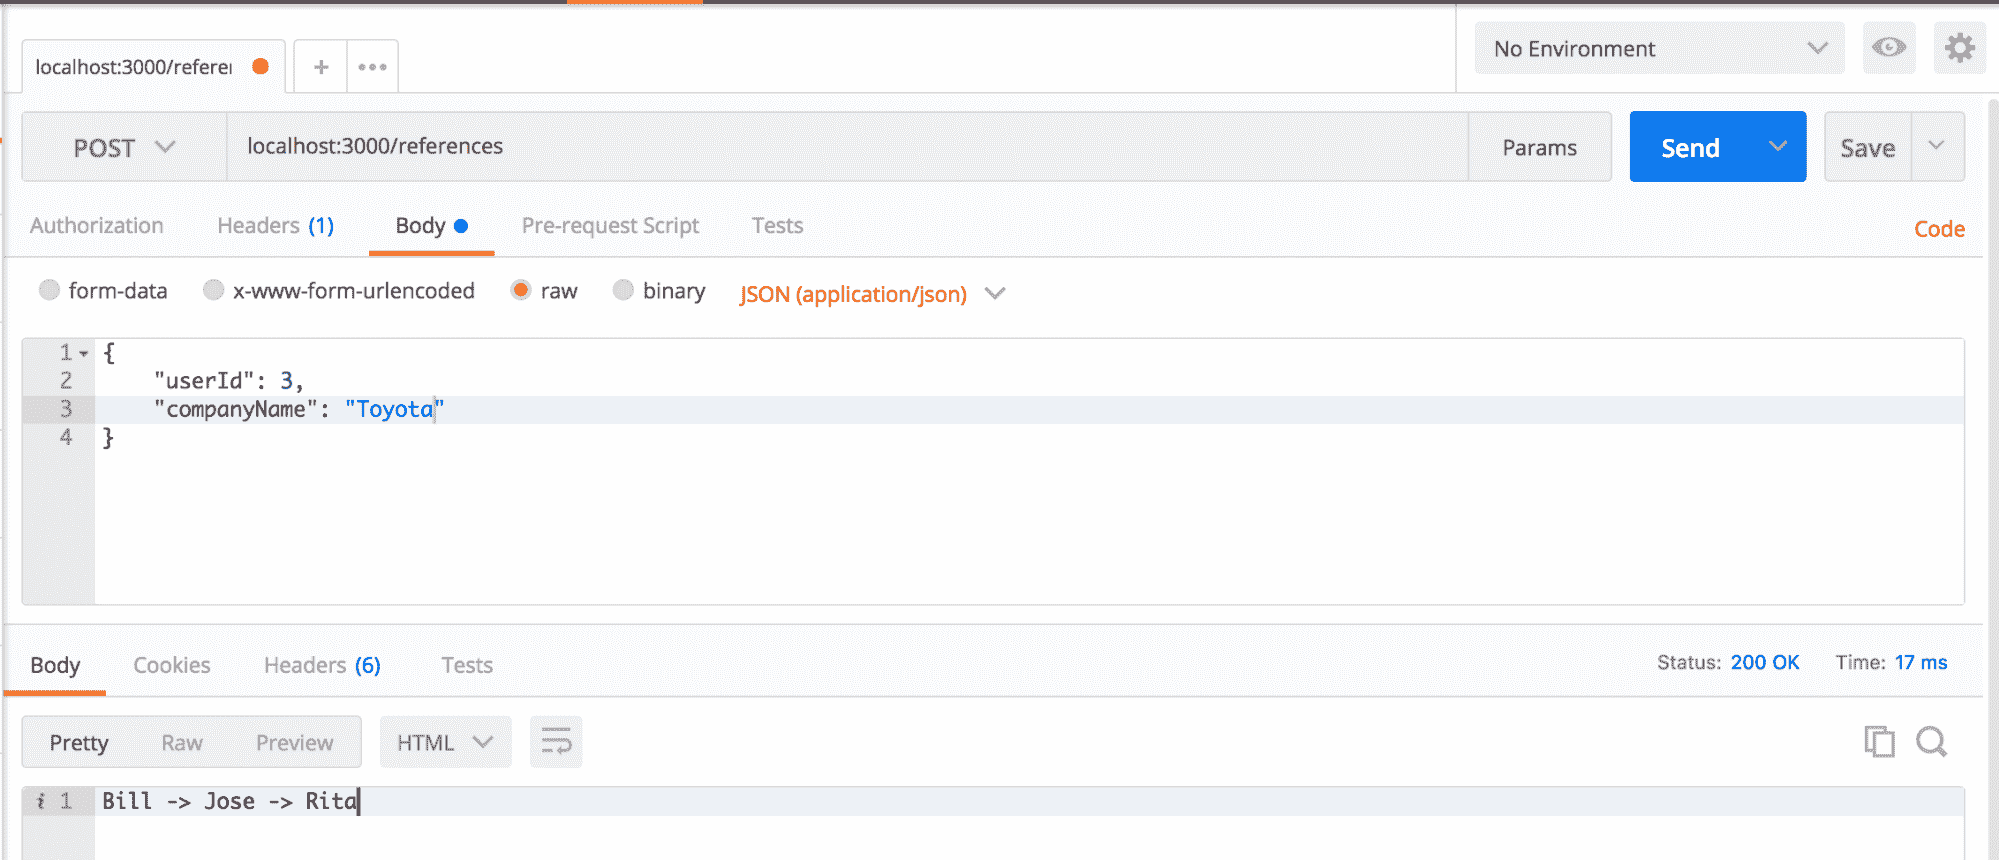 localhost:3000/refere
No Environment
POST localhost:3000/references Params Send Save
Authorization Headers (1) Body Pre-request Script Tests Code
form-data x-www-form-urlencoded raw binary JSON (application/json)
1 {
2 "userId": 3,
3 "companyName": "Toyota"
4 }
Body Cookies Headers (6) Tests Status: 200 OK Time: 17 ms
Pretty Raw Preview HTML
i 1 Bill -> Jose -> Rita